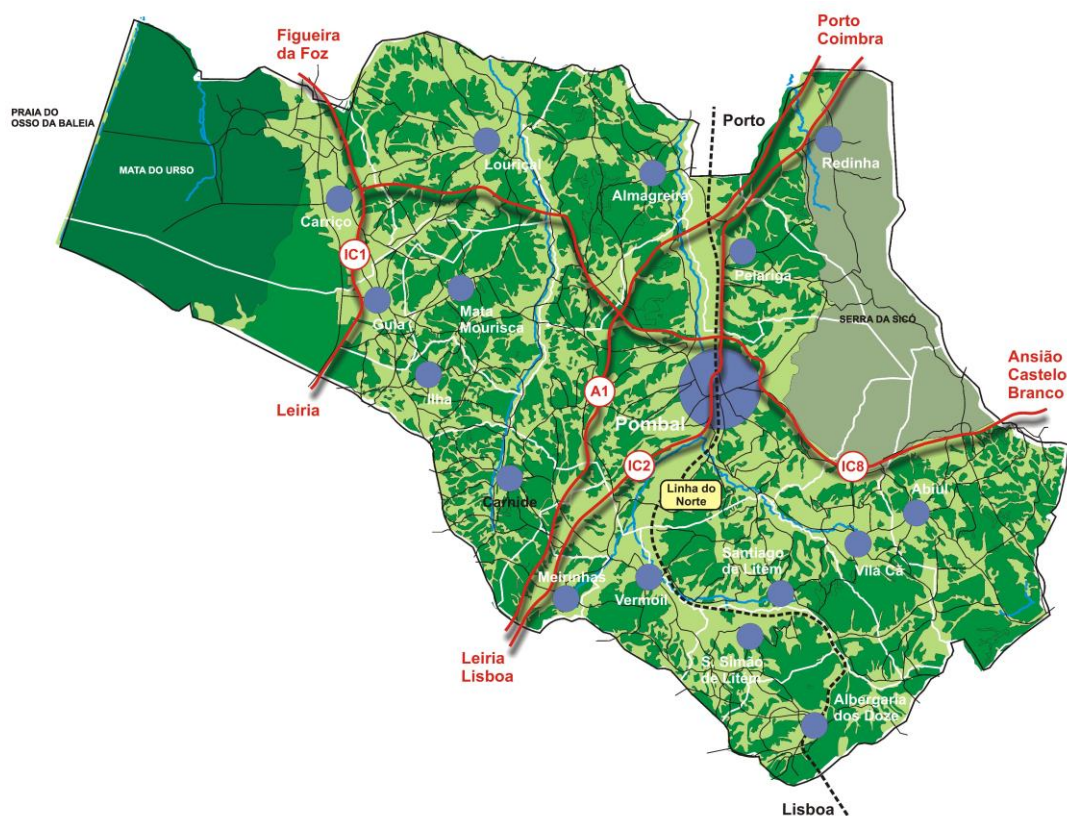 Figueira
da Foz
Porto
Coimbra
PRAIA DO
OSSO DA BALEIA
Porto
Louriçal
Redinha
MATA DO URSO
Almagreira
Carriço
IC1
Pelariga
Guia
Mata
Mourisca
SERRA DA SICÓ
Ilha
Leiria
A1
Ansião
Castelo
Branco
Pombal
IC2
IC8
Carnide
Linha do
Norte
Abiúl
Santiago
de Litém
Vila Cã
Meirinhas
Vermoil
Leiria
Lisboa
S. Simão
de Litém
Albergaria
dos Doze
Lisboa